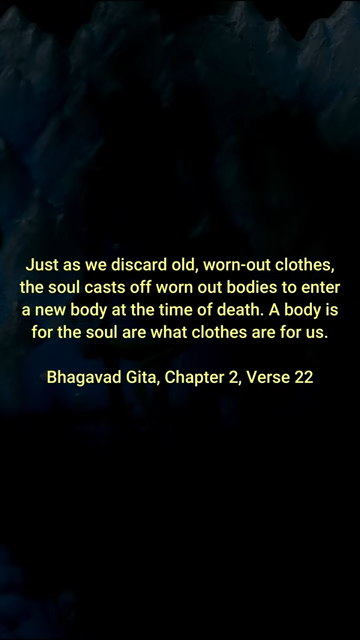 Just as we discard old, worn-out clothes,
the soul casts off worn out bodies to enter
a new body at the time of death. A body is
for the soul are what clothes are for us.
Bhagavad Gita, Chapter 2, Verse 22